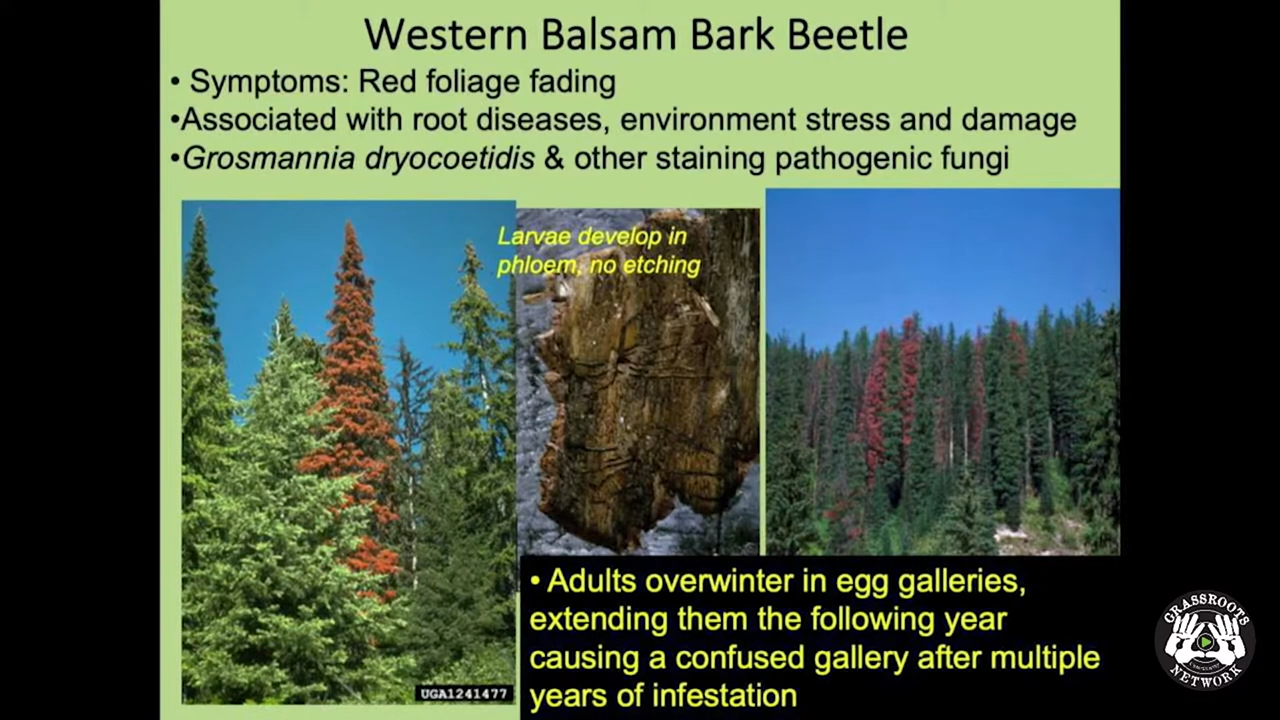 Western Balsam Bark Beetle
• Symptoms: Red foliage fading
•Associated with root diseases, environment stress and damage
•Grosmannia dryocoetidis & other staining pathogenic fungi
Larvae develop in
phloem, no etching
UGA1241477
• Adults overwinter in egg galleries,
extending them the following year
causing a confused gallery after multiple
years of infestation
GRASSROOTS
NETWORK